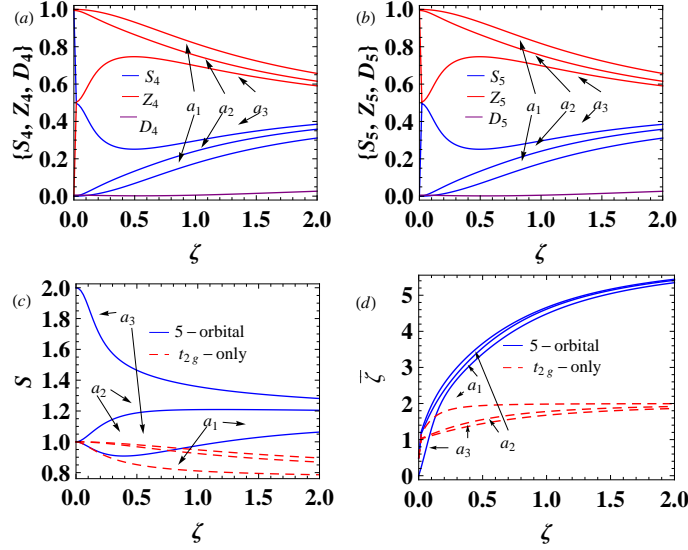 (a)
{S4, Z4, D4}
1.0
0.8
0.6
0.4
0.2
0.0
S4
Z4
D4
a1
a2
a3
0.0 0.5 1.0 1.5 2.0
ζ
(b)
{S5, Z5, D5}
1.0
0.8
0.6
0.4
0.2
0.0
S5
Z5
D5
a1
a2
a3
0.0 0.5 1.0 1.5 2.0
ζ
(c)
S
2.0
1.8
1.6
1.4
1.2
1.0
0.8
a3
5-orbital
t2g-only
a2
a3
a1
0.0 0.5 1.0 1.5 2.0
ζ
(d)
ζ̅
5
4
3
2
1
0
5-orbital
t2g-only
a1
a2
a3
0.0 0.5 1.0 1.5 2.0
ζ